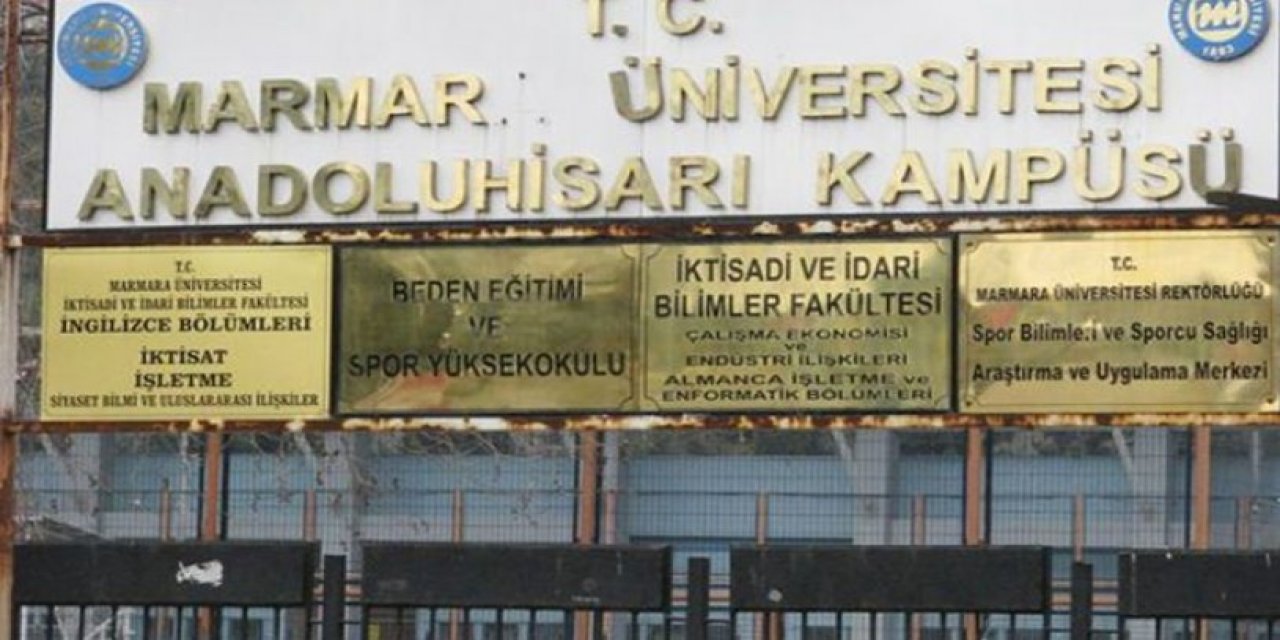 T. C.
MARMAR ÜNİVERSİTESİ
ANADOLUHİSARI KAMPÜSÜ
T.C.
MARMARA ÜNİVERSİTESİ
İKTİSADİ VE İDARİ BİLİMLER FAKÜLTESİ
İNGİLİZCE BÖLÜMLERİ
İKTİSAT
İŞLETME
SİYASET BİLMİ VE ULUSLARARASI İLİŞKİLER
BEDEN EĞİTİMİ
VE
SPOR YÜKSEKOKULU
İKTİSADİ VE İDARİ
BİLİMLER FAKÜLTESİ
ÇALIŞMA EKONOMİSİ
ve
ENDÜSTRİ İLİŞKİLERİ
ALMANCA İŞLETME ve
ENFORMATİK BÖLÜMLERİ
T.C.
MARMARA ÜNİVERSİTESİ REKTÖRLÜĞÜ
Spor Bilimleri ve Sporcu Sağlığı
Araştırma ve Uygulama Merkezi